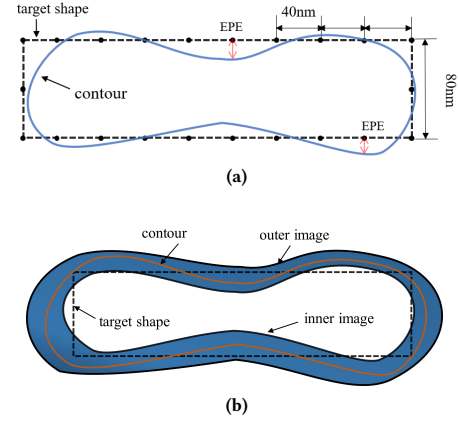 target shape
EPE
40nm
80nm
contour
EPE
(a)
contour
outer image
target shape
inner image
(b)